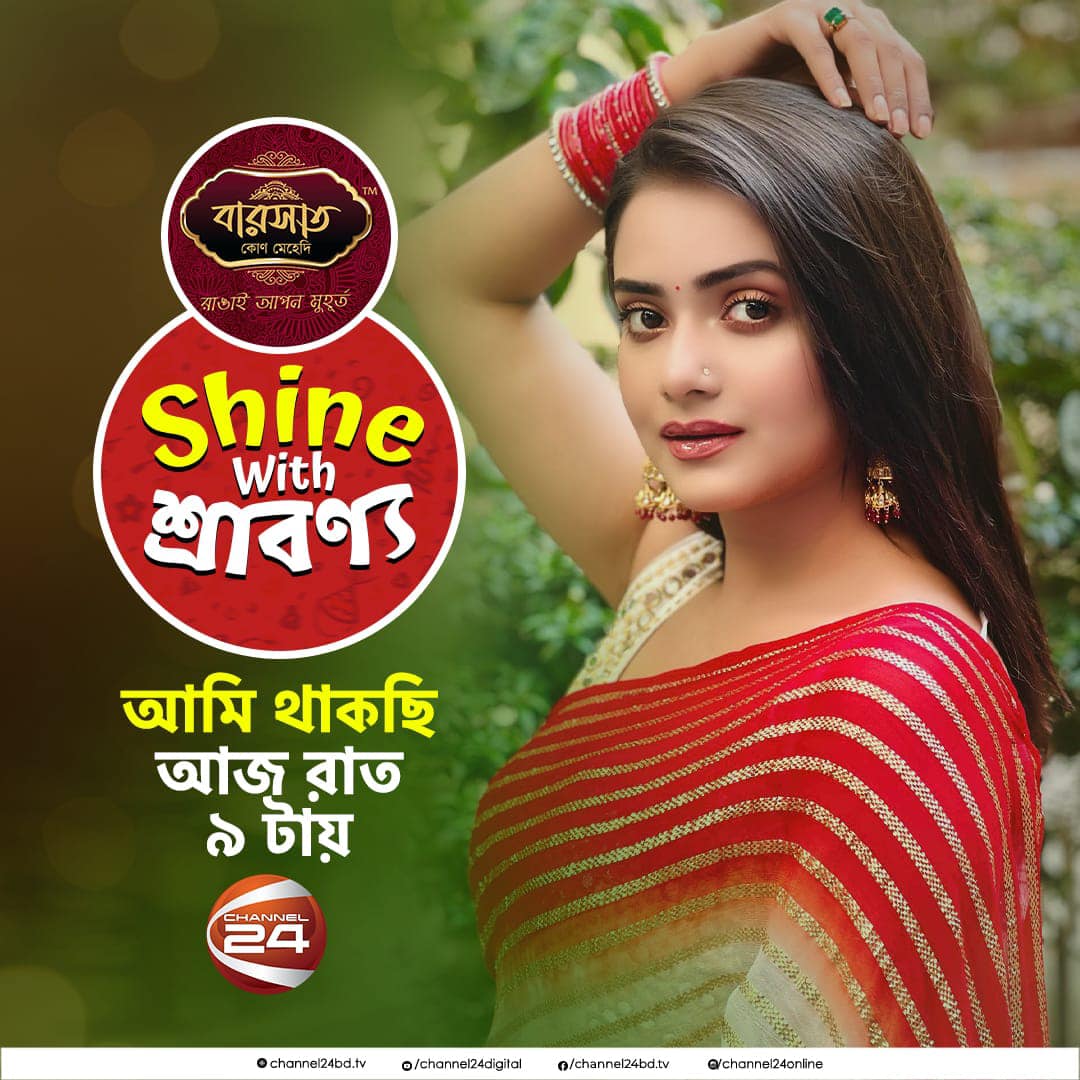 বারসাত TM
কোণ মেহেদি
রাঙাই আপন মুহূর্ত
Shine
With
শ্রাবণ্য
আমি থাকছি
আজ রাত
৯ টায়
CHANNEL
24
channel24bd.tv /channel24digital /channel24bd.tv @/channel24online